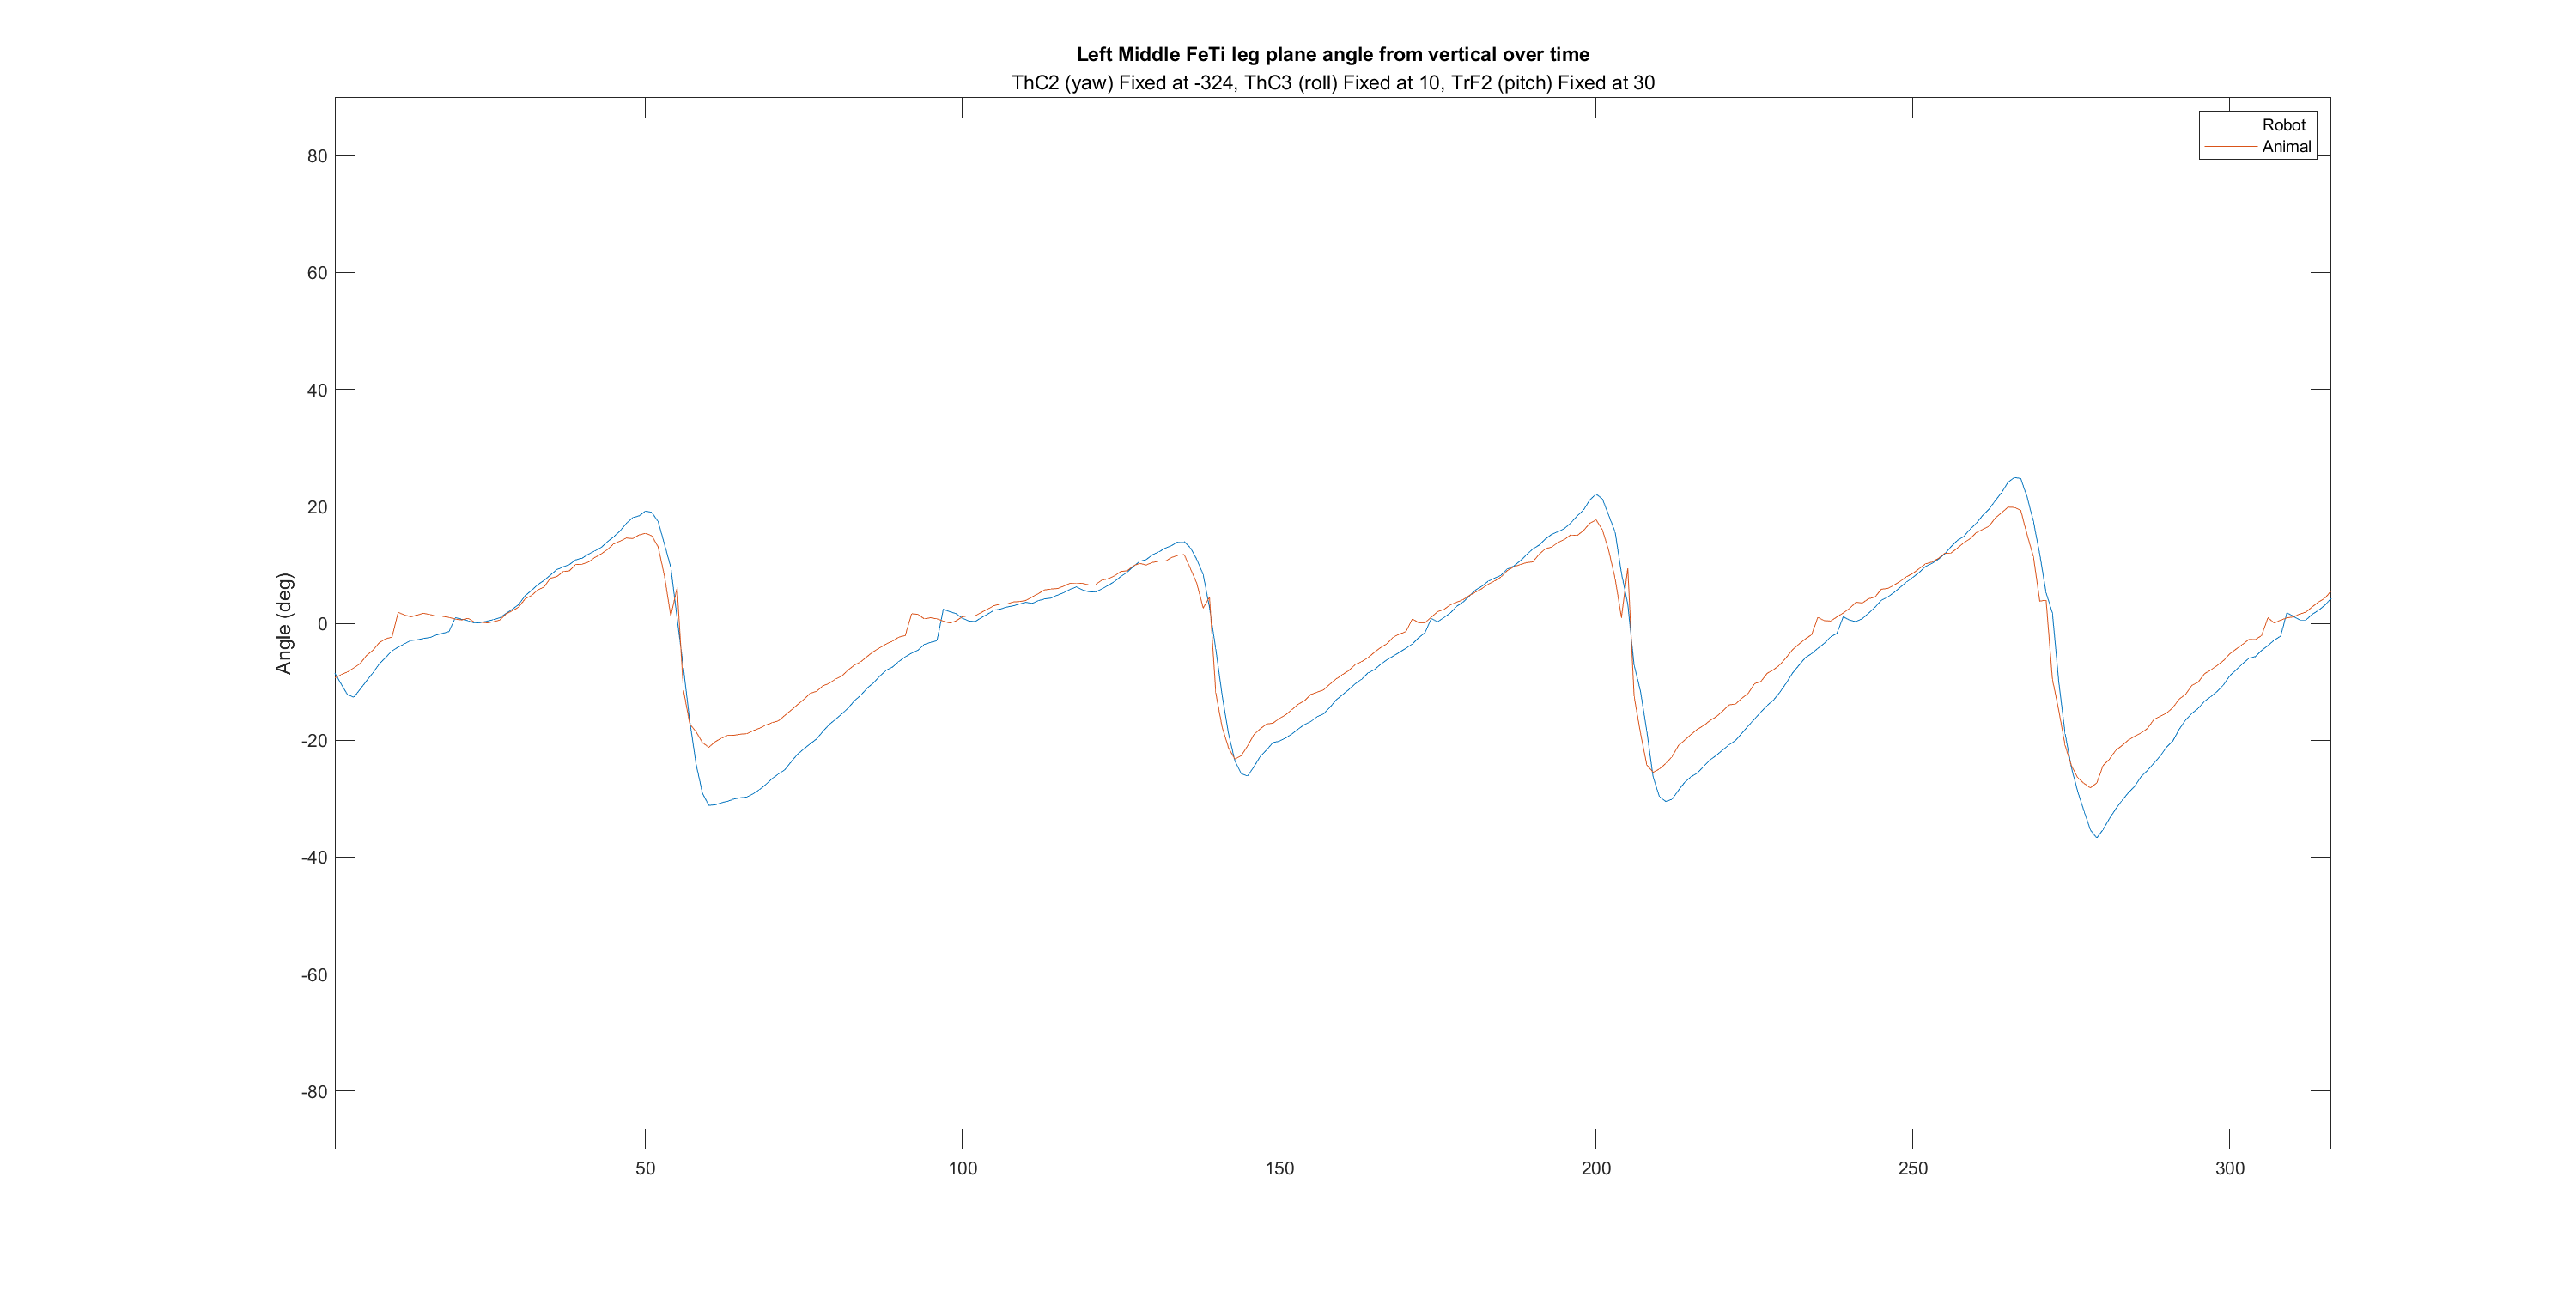 Left Middle FeTi leg plane angle from vertical over time
ThC2 (yaw) Fixed at -324, ThC3 (roll) Fixed at 10, TrF2 (pitch) Fixed at 30
Robot
Animal
Angle (deg)
80
60
40
20
0
-20
-40
-60
-80
50 100 150 200 250 300